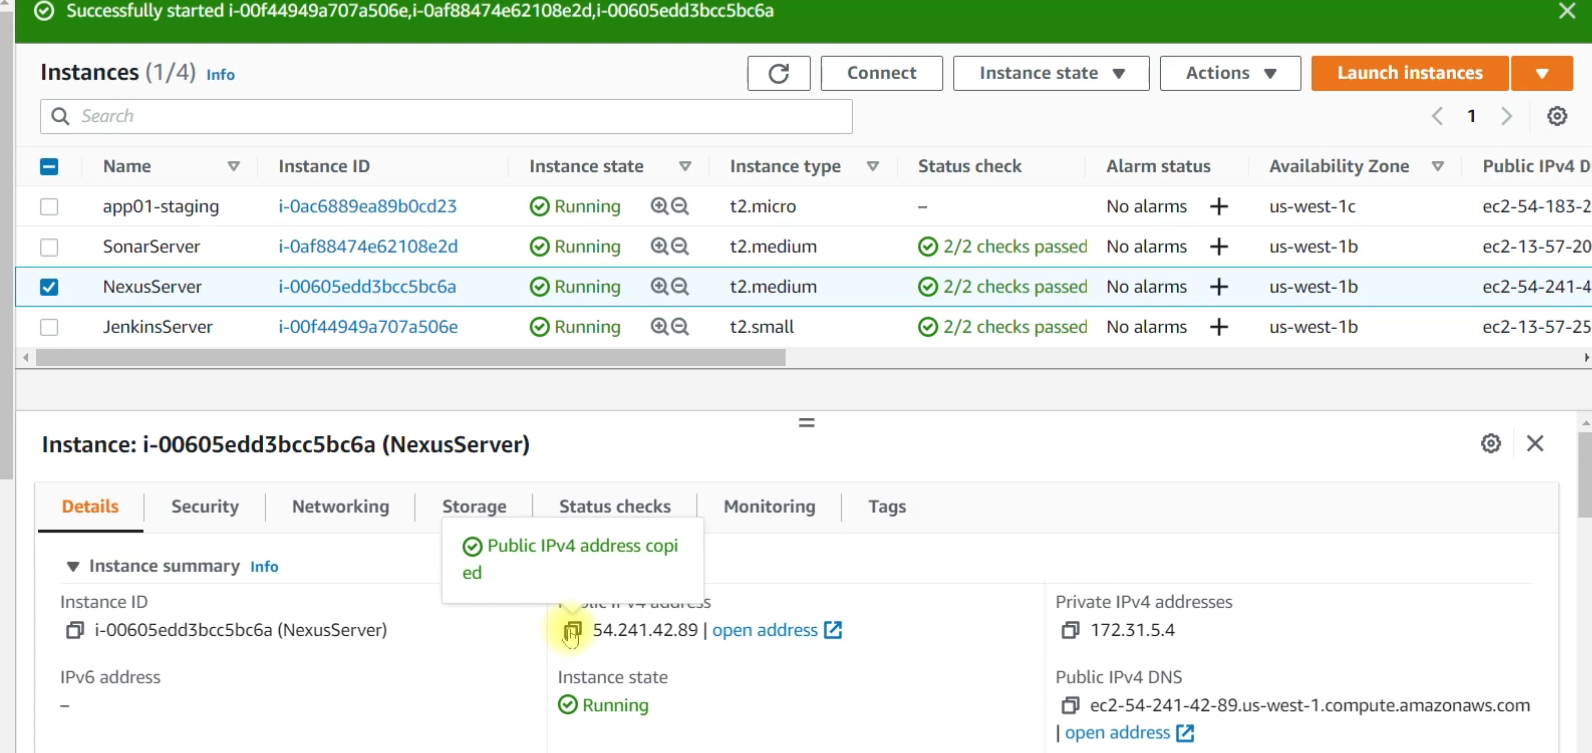 Successfully started i-00f44949a707a506e,i-0af88474e62108e2d,i-00605edd3bcc5bc6a
Instances (1/4) Info
Connect
Instance state
Actions
Launch instances
Search
1
Name Instance ID Instance state Instance type Status check Alarm status Availability Zone Public IPv4 D
app01-staging i-0ac6889ea89b0cd23 Running t2.micro – No alarms + us-west-1c ec2-54-183-2
SonarServer i-0af88474e62108e2d Running t2.medium 2/2 checks passed No alarms + us-west-1b ec2-13-57-20
NexusServer i-00605edd3bcc5bc6a Running t2.medium 2/2 checks passed No alarms + us-west-1b ec2-54-241-4
JenkinsServer i-00f44949a707a506e Running t2.small 2/2 checks passed No alarms + us-west-1b ec2-13-57-25
Instance: i-00605edd3bcc5bc6a (NexusServer)
Details Security Networking Storage Status checks Monitoring Tags
Public IPv4 address copi
ed
Instance summary Info
Instance ID
i-00605edd3bcc5bc6a (NexusServer)
IPv4 address
54.241.42.89 | open address
Private IPv4 addresses
172.31.5.4
IPv6 address
–
Instance state
Running
Public IPv4 DNS
ec2-54-241-42-89.us-west-1.compute.amazonaws.com
| open address